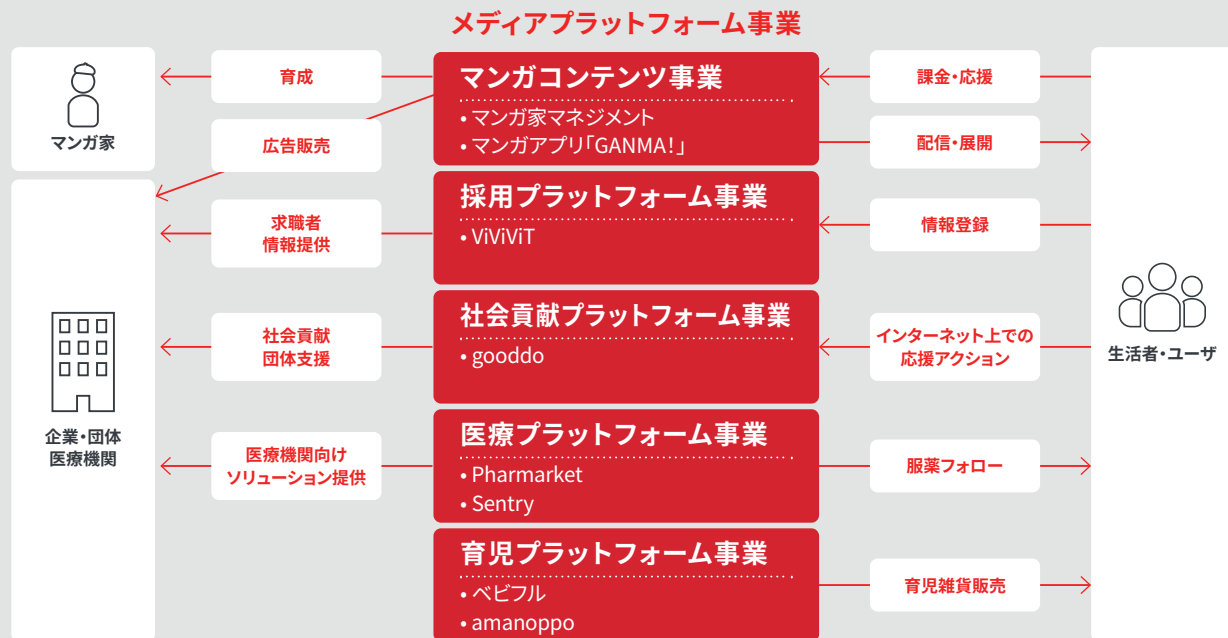 メディアプラットフォーム事業
マンガ家
育成
広告販売
マンガコンテンツ事業
• マンガ家マネジメント
• マンガアプリ「GANMA!」
課金・応援
配信・展開
求職者
情報提供
採用プラットフォーム事業
• ViViViT
情報登録
社会貢献
団体支援
社会貢献プラットフォーム事業
• gooddo
インターネット上での
応援アクション
生活者・ユーザ
企業・団体
医療機関
医療機関向け
ソリューション提供
医療プラットフォーム事業
• Pharmarket
• Sentry
服薬フォロー
育児プラットフォーム事業
• ベビフル
• amanoppo
育児雑貨販売